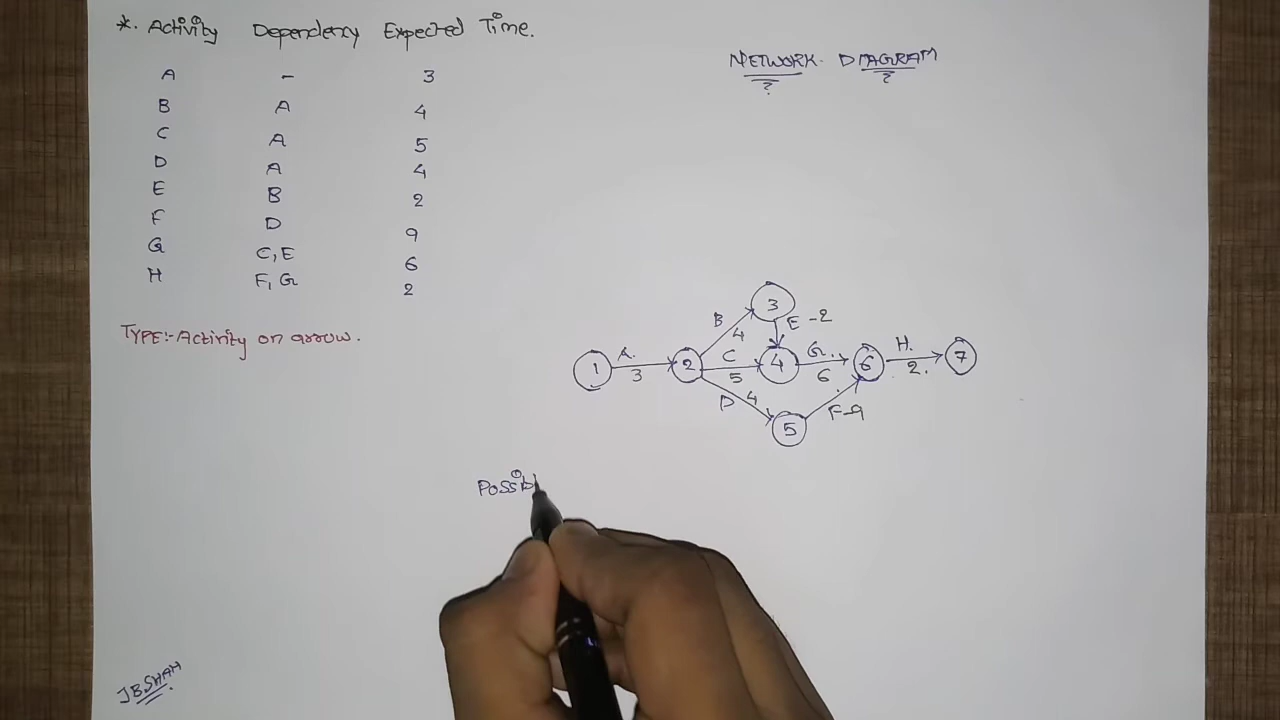 *. Activity Dependency Expected Time.
A - 3
B A 4
C A 5
D A 4
E B 2
F D 9
G C, E 6
H F, G 2
TYPE:- Activity on arrow.
NETWORK DIAGRAM
? ?
3
B 4 E -2
1 A. 3 2 C 5 4 G. 6 6 H. 2. 7
D 4 F-9
5
Possibl
JBSHAH